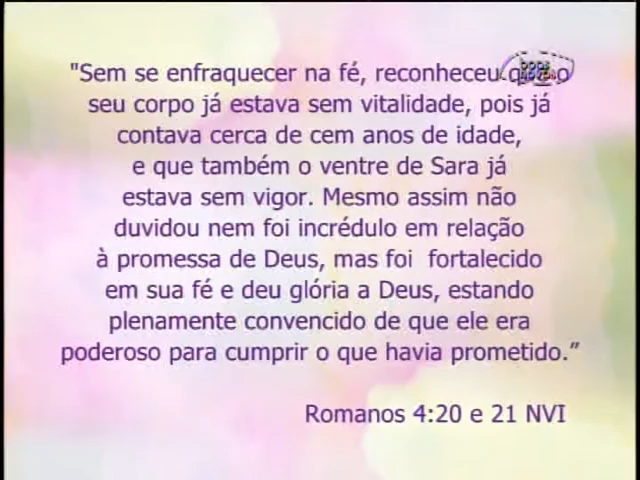 "Sem se enfraquecer na fé, reconheceu que o
seu corpo já estava sem vitalidade, pois já
contava cerca de cem anos de idade,
e que também o ventre de Sara já
estava sem vigor. Mesmo assim não
duvidou nem foi incrédulo em relação
à promessa de Deus, mas foi fortalecido
em sua fé e deu glória a Deus, estando
plenamente convencido de que ele era
poderoso para cumprir o que havia prometido.”
Romanos 4:20 e 21 NVI